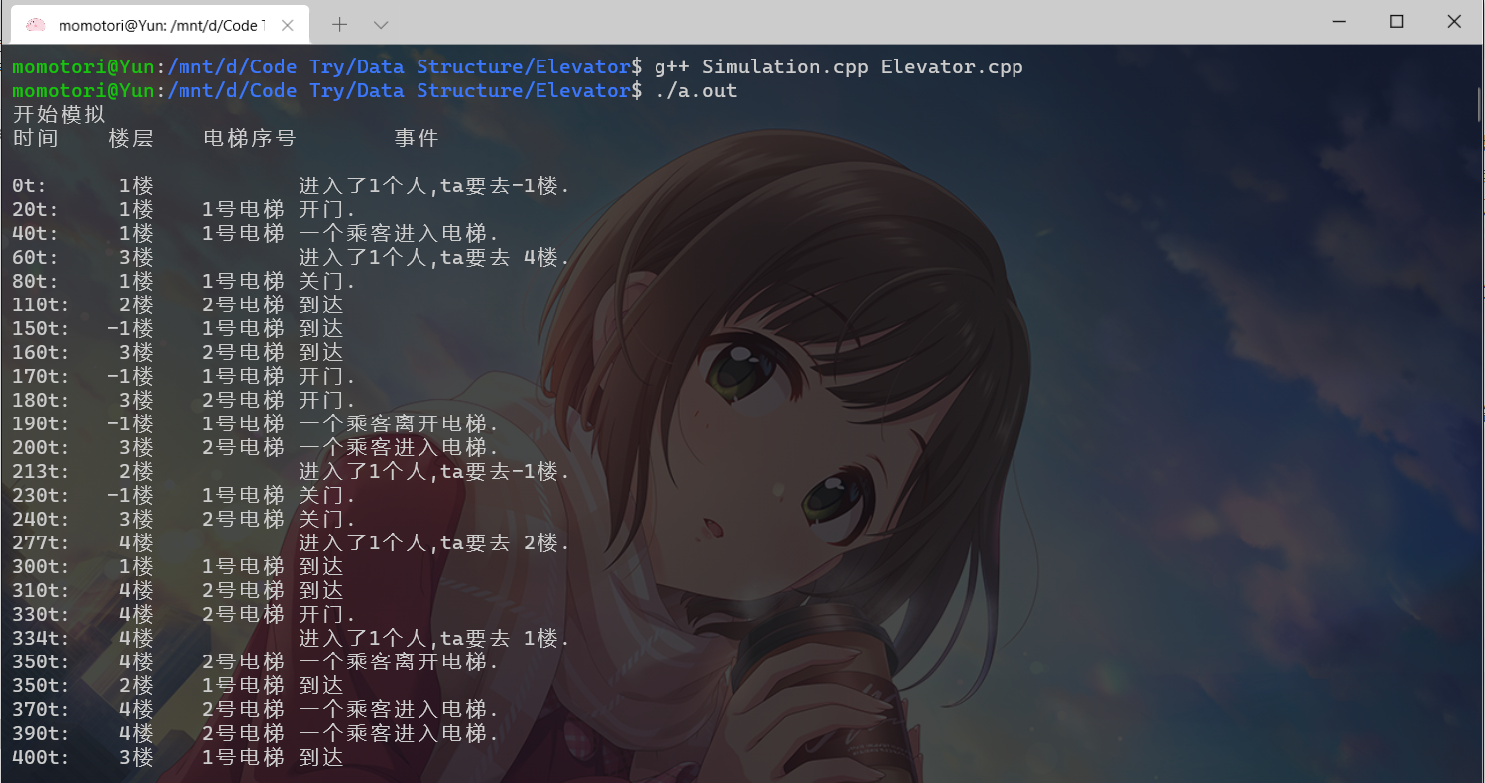 momotori@Yun: /mnt/d/Code T
momotori@Yun:/mnt/d/Code Try/Data Structure/Elevator$ g++ Simulation.cpp Elevator.cpp
momotori@Yun:/mnt/d/Code Try/Data Structure/Elevator$ ./a.out
开始模拟
时间 楼层 电梯序号 事件
0t: 1楼 进入了1个人,ta要去-1楼.
20t: 1楼 1号电梯 开门.
40t: 1楼 1号电梯 一个乘客进入电梯.
60t: 3楼 进入了1个人,ta要去 4楼.
80t: 1楼 1号电梯 关门.
110t: 2楼 2号电梯 到达
150t: -1楼 1号电梯 到达
160t: 3楼 2号电梯 到达
170t: -1楼 1号电梯 开门.
180t: 3楼 2号电梯 开门.
190t: -1楼 1号电梯 一个乘客离开电梯.
200t: 3楼 2号电梯 一个乘客进入电梯.
213t: 2楼 进入了1个人,ta要去-1楼.
230t: -1楼 1号电梯 关门.
240t: 3楼 2号电梯 关门.
277t: 4楼 进入了1个人,ta要去 2楼.
300t: 1楼 1号电梯 到达
310t: 4楼 2号电梯 到达
330t: 4楼 2号电梯 开门.
334t: 4楼 进入了1个人,ta要去 1楼.
350t: 4楼 2号电梯 一个乘客离开电梯.
350t: 2楼 1号电梯 到达
370t: 4楼 2号电梯 一个乘客进入电梯.
390t: 4楼 2号电梯 一个乘客进入电梯.
400t: 3楼 1号电梯 到达